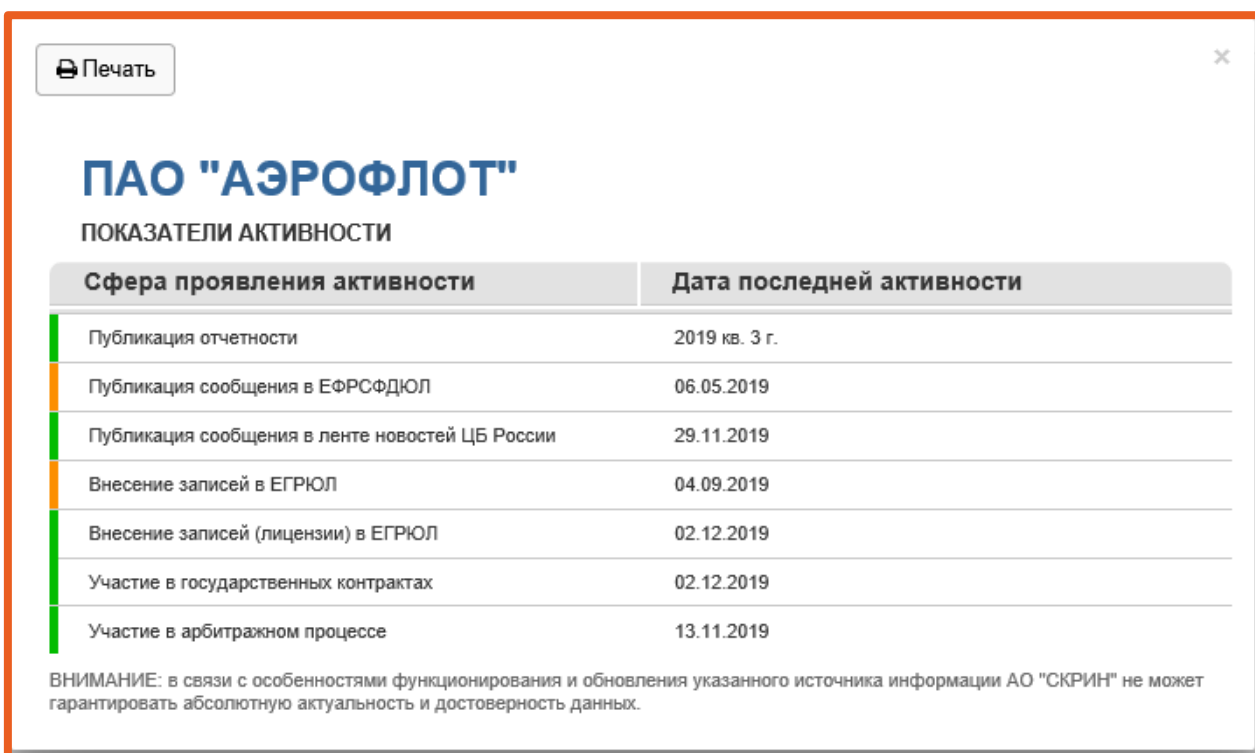 Печать
×
ПАО "АЭРОФЛОТ"
ПОКАЗАТЕЛИ АКТИВНОСТИ
Сфера проявления активности Дата последней активности
Публикация отчетности 2019 кв. 3 г.
Публикация сообщения в ЕФРСФДЮЛ 06.05.2019
Публикация сообщения в ленте новостей ЦБ России 29.11.2019
Внесение записей в ЕГРЮЛ 04.09.2019
Внесение записей (лицензии) в ЕГРЮЛ 02.12.2019
Участие в государственных контрактах 02.12.2019
Участие в арбитражном процессе 13.11.2019
ВНИМАНИЕ: в связи с особенностями функционирования и обновления указанного источника информации АО "СКРИН" не может
гарантировать абсолютную актуальность и достоверность данных.